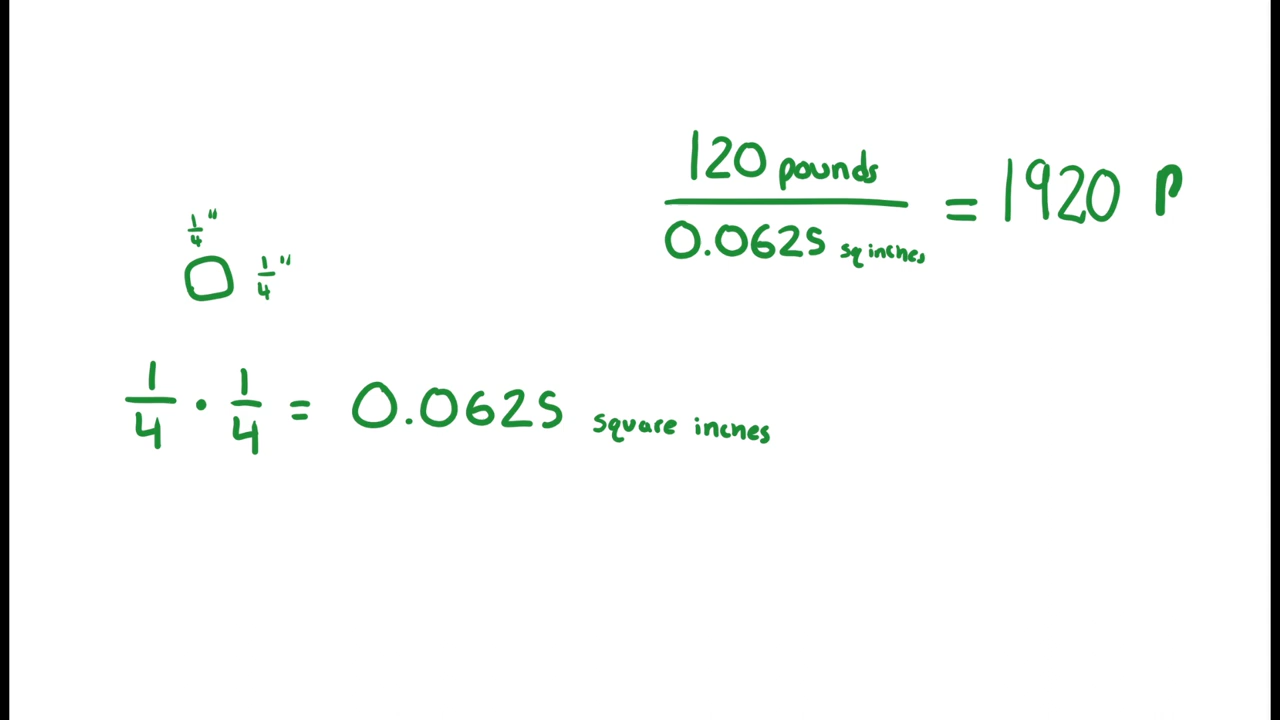 120 pounds / 0.0625 sq inches = 1920 P
1/4"
1/4"
1/4 · 1/4 = 0.0625 square inches